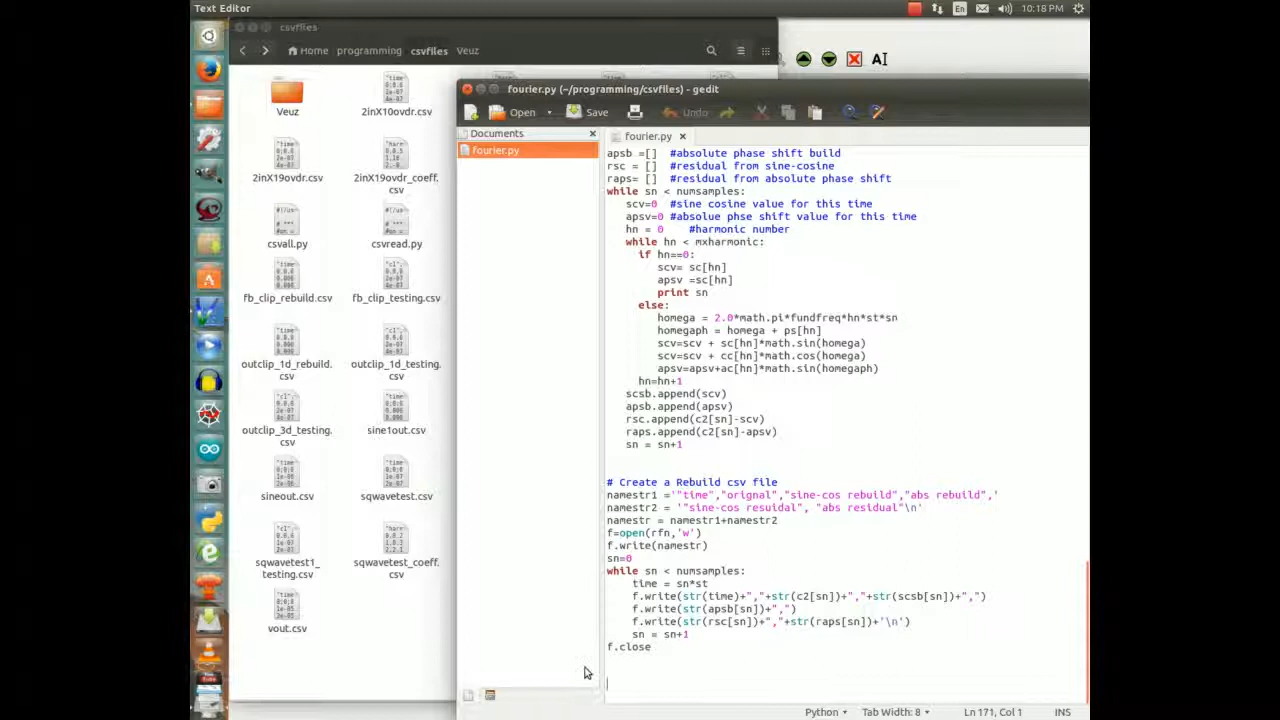 Text Editor
En
10:18 PM
csvfiles
Home
programming
csvfiles
Veuz
Veuz
2inX10ovdr.csv
2inX19ovdr.csv
2inX19ovdr_coeff.
csv
csvall.py
csvread.py
fb_clip_rebuild.csv
fb_clip_testing.csv
outclip_1d_rebuild.
csv
outclip_1d_testing.
csv
outclip_3d_testing.
csv
sine1out.csv
sineout.csv
sqwavetest.csv
sqwavetest1_
testing.csv
sqwavetest_coeff.
csv
vout.csv
fourier.py (~/programming/csvfiles) - gedit
Open
Save
Undo
Documents
fourier.py
fourier.py
apsb =[]  #absolute phase shift build
rsc = []  #residual from sine-cosine
raps= []  #residual from absolute phase shift
while sn < numsamples:
   scv=0  #sine cosine value for this time
   apsv=0 #absolue phse shift value for this time
   hn = 0    #harmonic number
   while hn < mxharmonic:
     if hn==0:
        scv= sc[hn]
        apsv =sc[hn]
        print sn
     else:
        homega = 2.0*math.pi*fundfreq*hn*st*sn
        homegaph = homega + ps[hn]
        scv=scv + sc[hn]*math.sin(homega)
        scv=scv + cc[hn]*math.cos(homega)
        apsv=apsv+ac[hn]*math.sin(homegaph)
     hn=hn+1
   scsb.append(scv)
   apsb.append(apsv)
   rsc.append(c2[sn]-scv)
   raps.append(c2[sn]-apsv)
   sn = sn+1
# Create a Rebuild csv file
namestr1 ='"time","orignal","sine-cos rebuild","abs rebuild",'
namestr2 = '"sine-cos resuidal", "abs residual"\n'
namestr = namestr1+namestr2
f=open(rfn,'w')
f.write(namestr)
sn=0
while sn < numsamples:
    time = sn*st
    f.write(str(time)+","+str(c2[sn])+","+str(scsb[sn])+",")
    f.write(str(apsb[sn])+",")
    f.write(str(rsc[sn])+","+str(raps[sn])+'\n')
    sn = sn+1
f.close
Python
Tab Width: 8
Ln 171, Col 1
INS